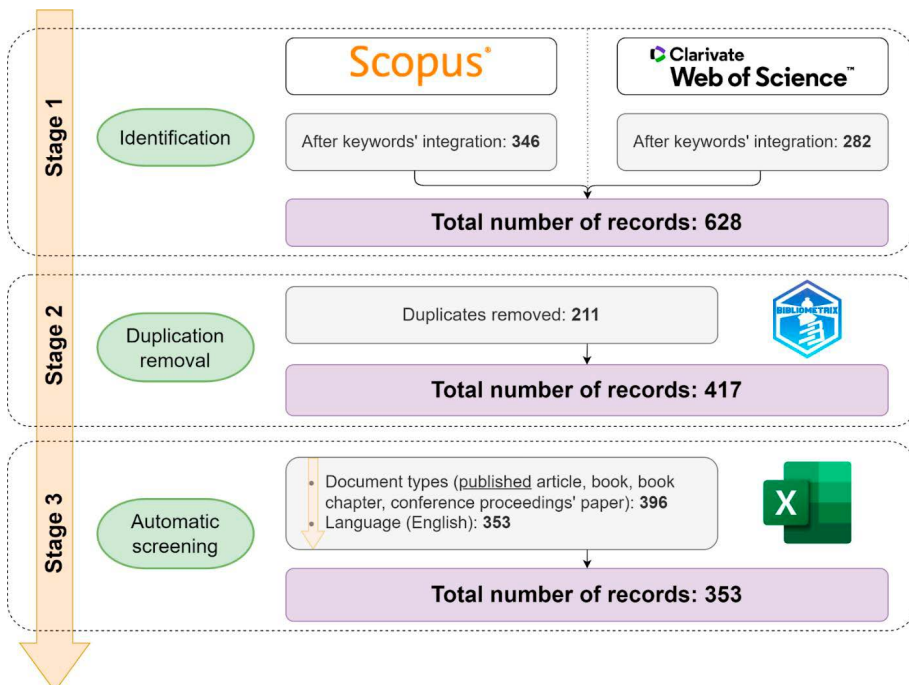 Stage 1
Identification
Scopus®
Clarivate
Web of Science™
After keywords' integration: 346
After keywords' integration: 282
Total number of records: 628
Stage 2
Duplication
removal
Duplicates removed: 211
BIBLIOMETRIX
Total number of records: 417
Stage 3
Automatic
screening
• Document types (published article, book, book
chapter, conference proceedings' paper): 396
• Language (English): 353
X
Total number of records: 353